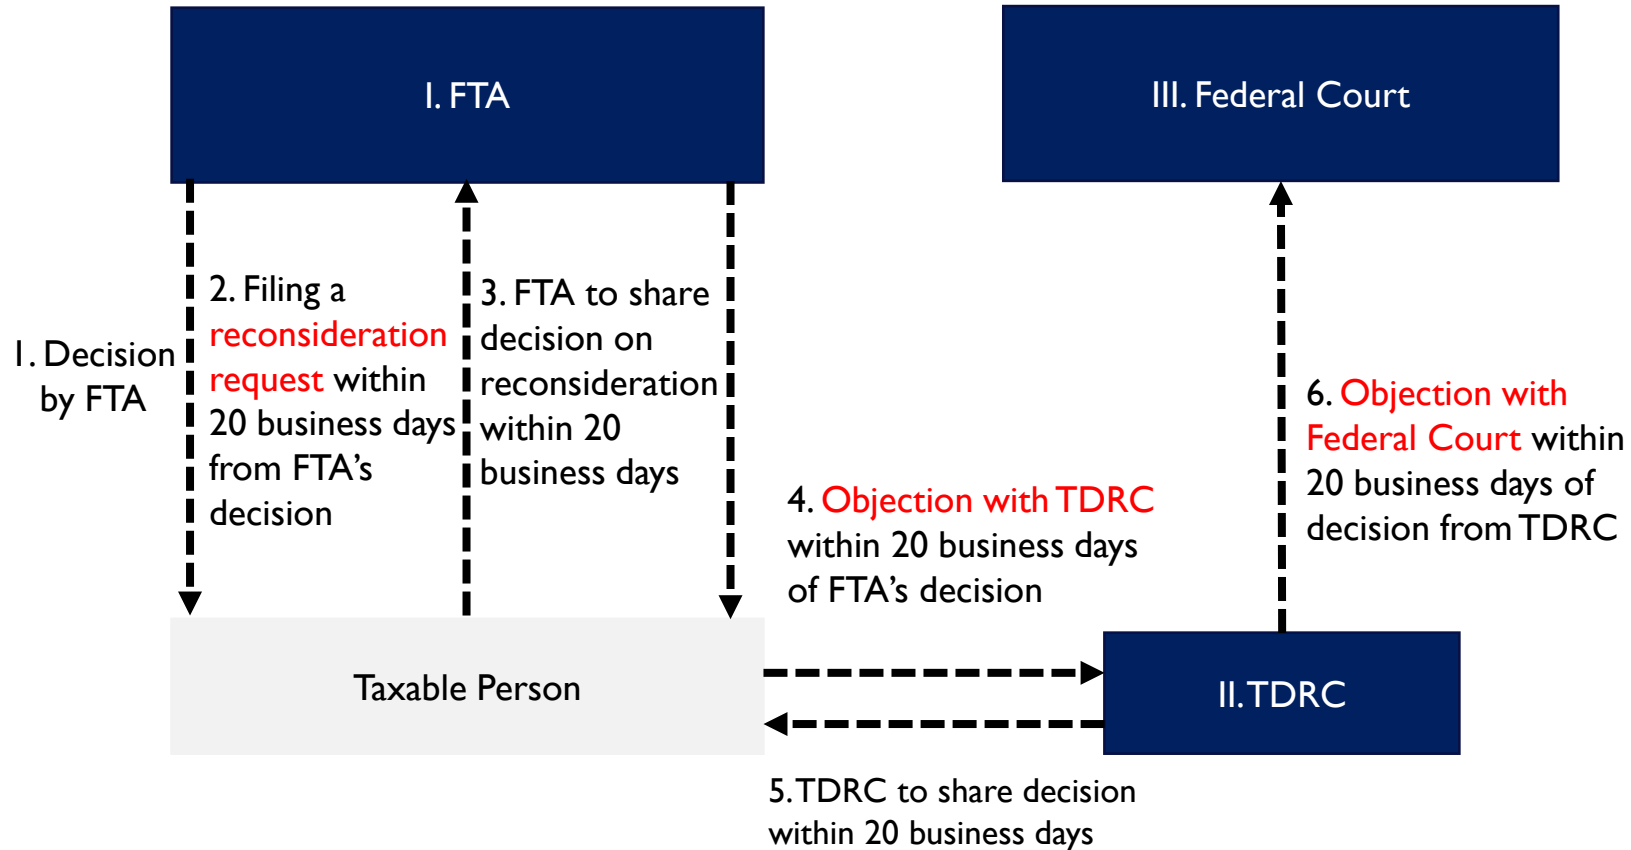 I. FTA
III. Federal Court
1. Decision
by FTA
2. Filing a
reconsideration
request within
20 business days
from FTA’s
decision
3. FTA to share
decision on
reconsideration
within 20
business days
4. Objection with TDRC
within 20 business days
of FTA’s decision
6. Objection with
Federal Court within
20 business days of
decision from TDRC
Taxable Person
II. TDRC
5. TDRC to share decision
within 20 business days